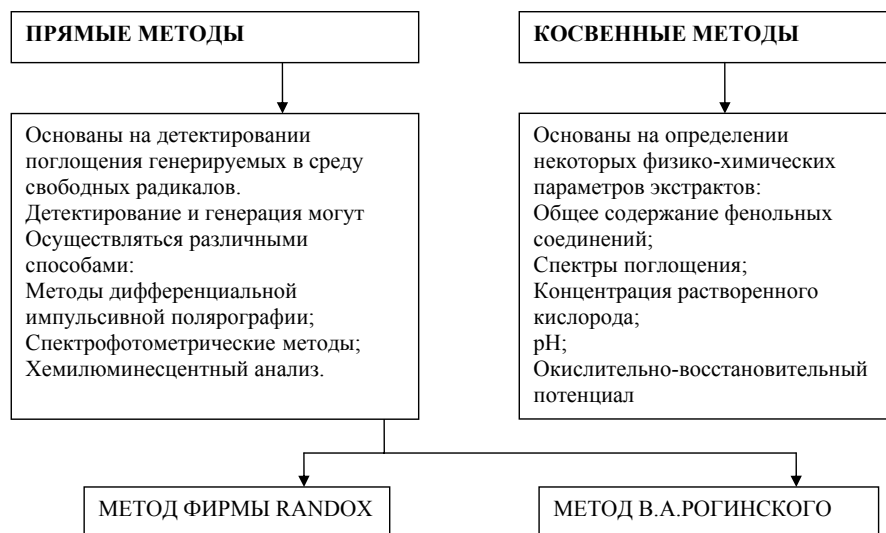 ПРЯМЫЕ МЕТОДЫ
КОСВЕННЫЕ МЕТОДЫ
Основаны на детектировании
поглощения генерируемых в среду
свободных радикалов.
Детектирование и генерация могут
Осуществляться различными
способами:
Методы дифференциальной
импульсивной полярографии;
Спектрофотометрические методы;
Хемилюминесцентный анализ.
Основаны на определении
некоторых физико-химических
параметров экстрактов:
Общее содержание фенольных
соединений;
Спектры поглощения;
Концентрация растворенного
кислорода;
pH;
Окислительно-восстановительный
потенциал
МЕТОД ФИРМЫ RANDOX
МЕТОД В.А.РОГИНСКОГО